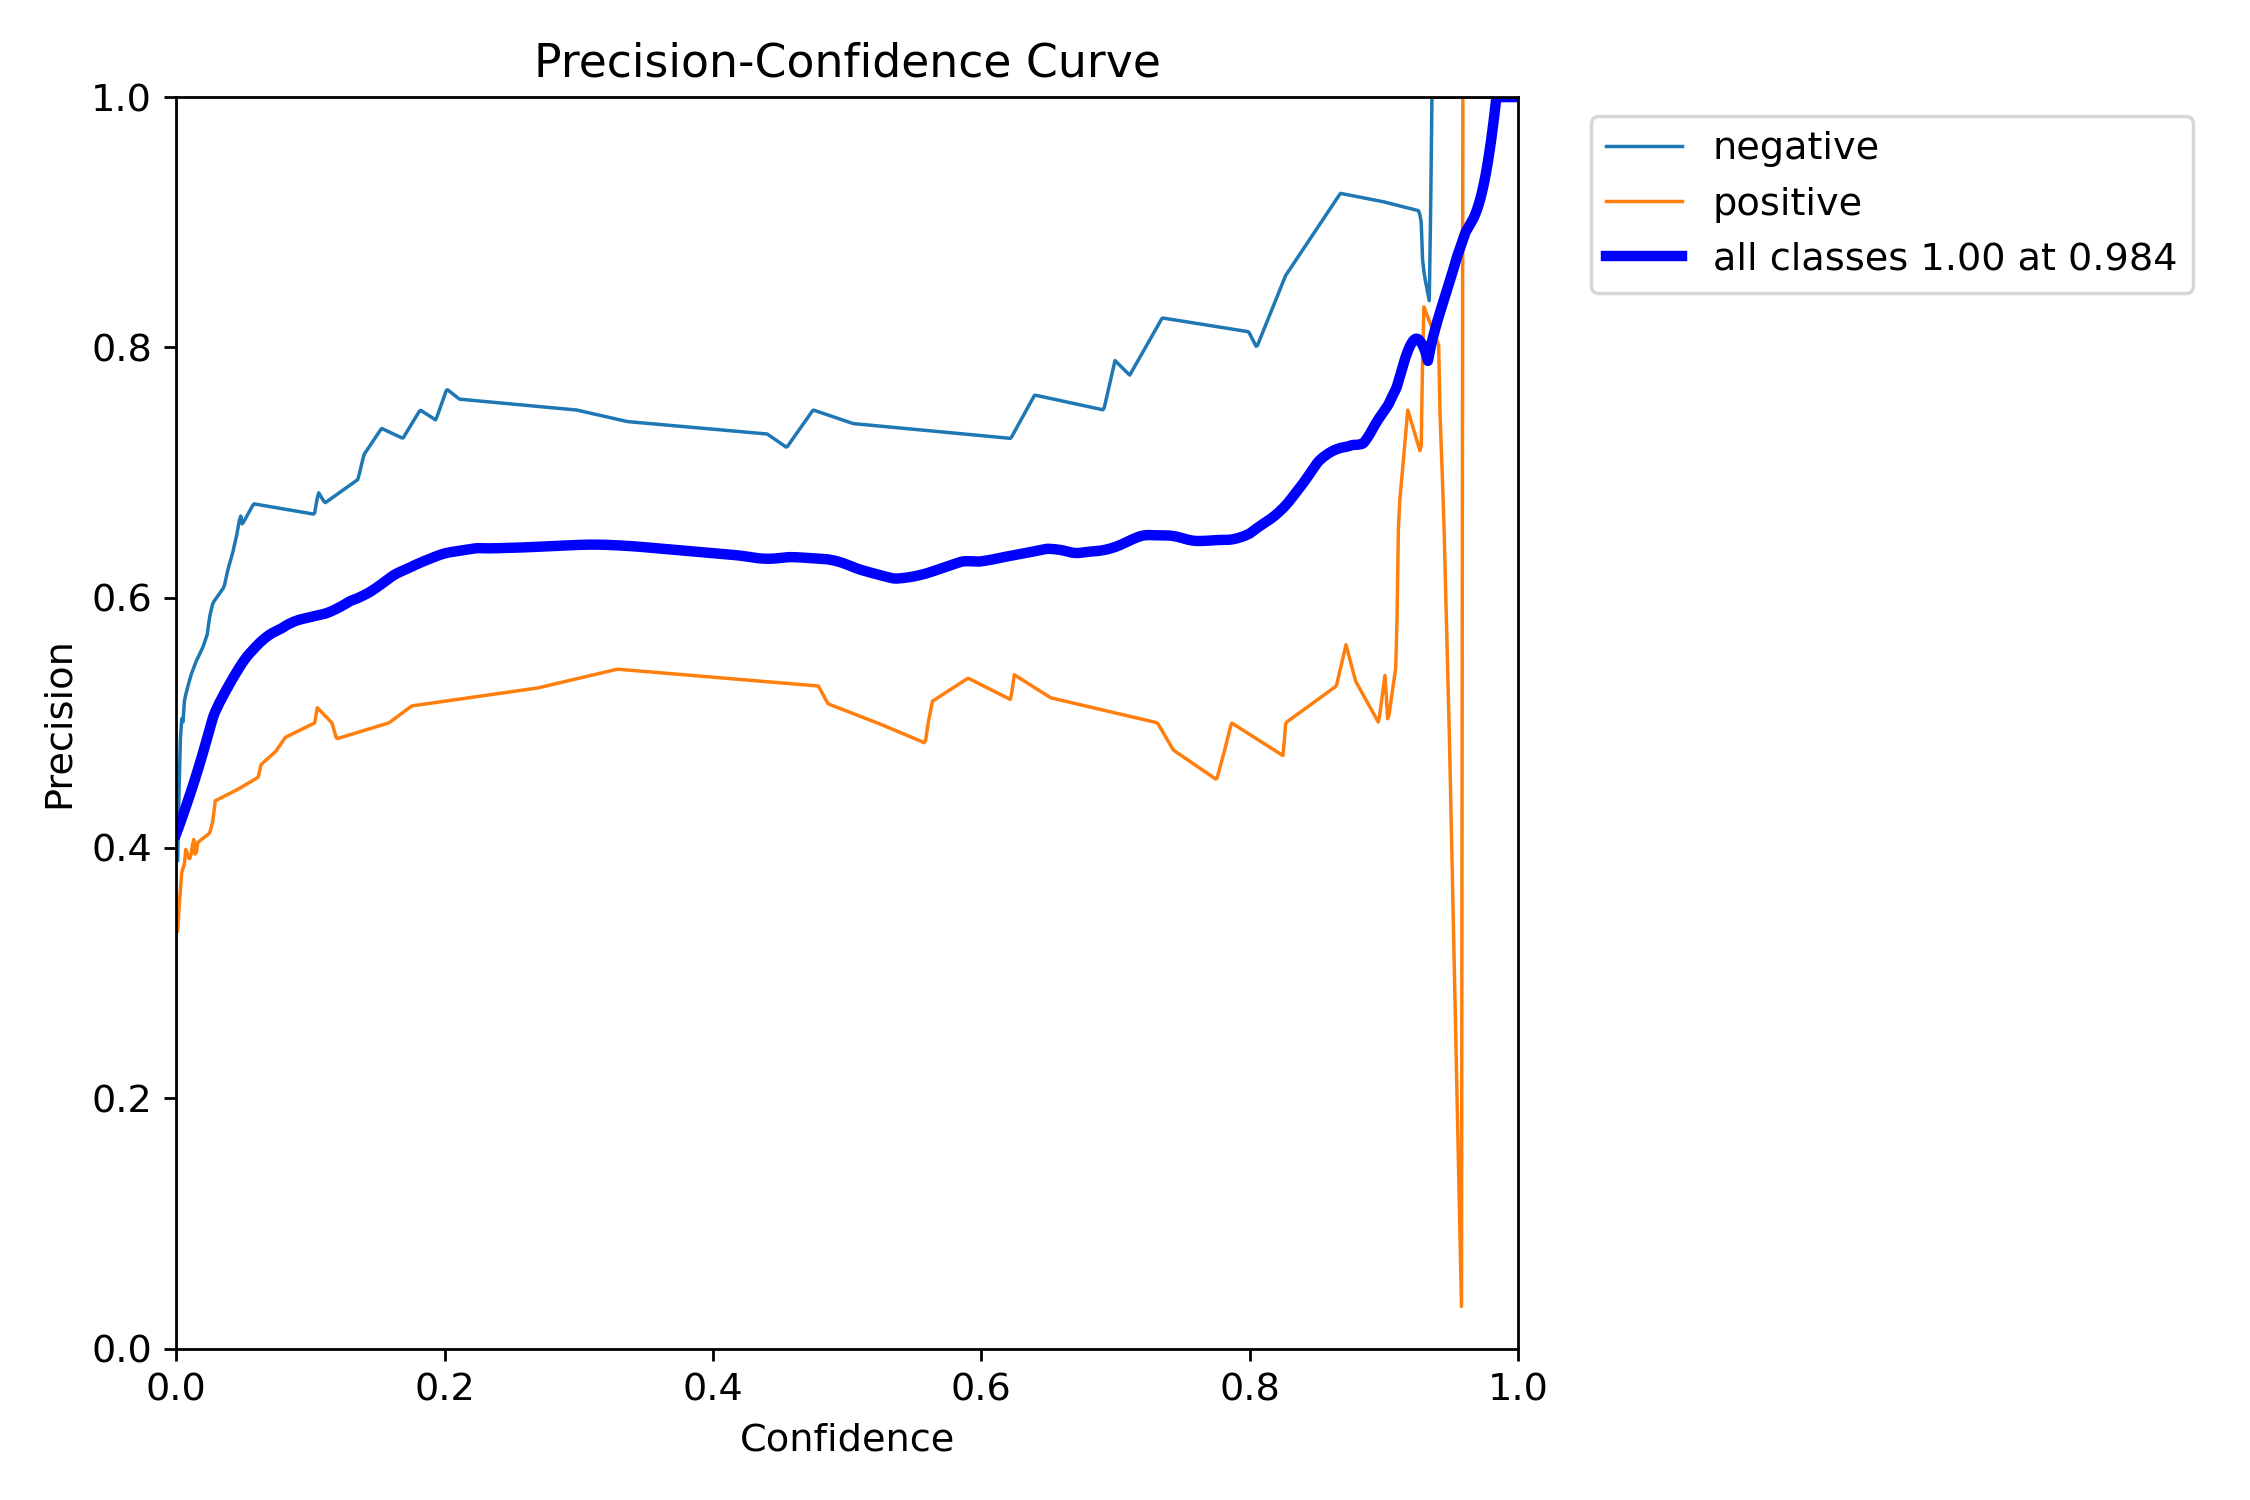 Precision-Confidence Curve
1.0
0.8
0.6
0.4
0.2
0.0
Precision
0.0 0.2 0.4 0.6 0.8 1.0
Confidence
negative
positive
all classes 1.00 at 0.984